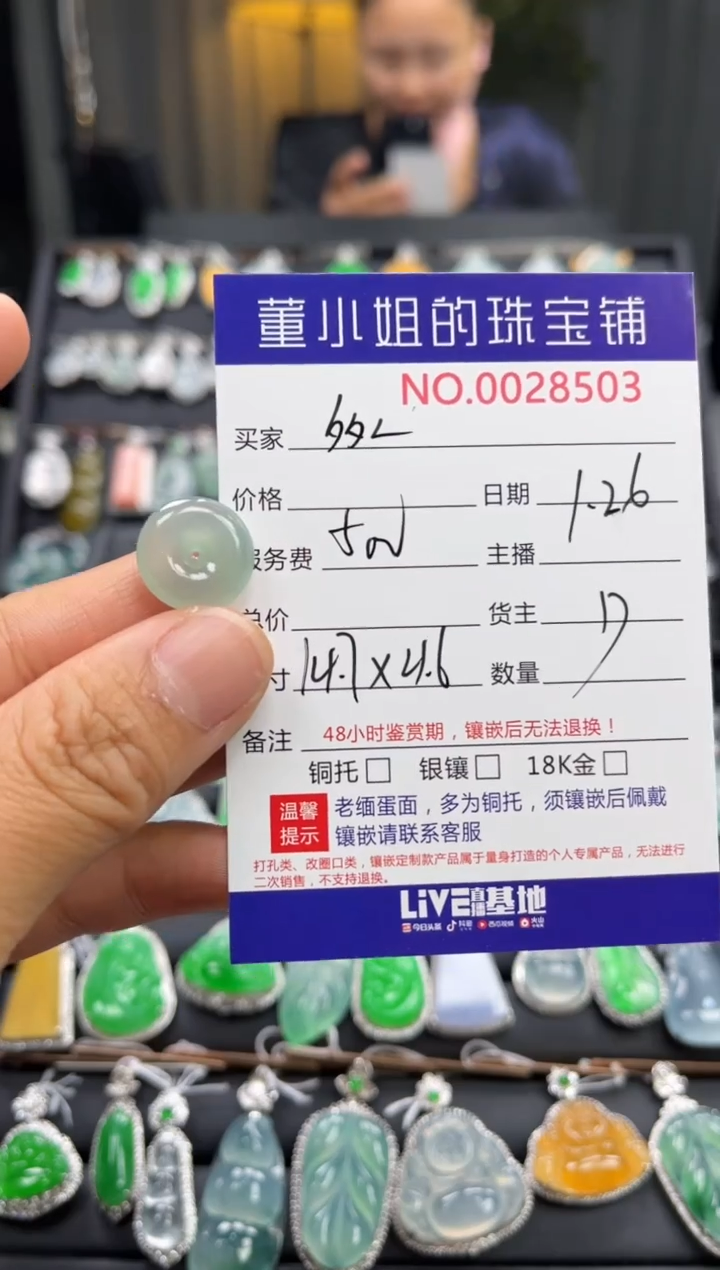 董小姐的珠宝铺
NO.0028503
买家
价格 日期 1.26
服务费 主播
总价 货主
寸 14.7×4.6 数量
备注 48小时鉴赏期，镶嵌后无法退换！
铜托□ 银镶□ 18K金□
温馨提示 老缅蛋面，多为铜托，须镶嵌后佩戴
镶嵌请联系客服
打孔类、改圈口类，镶嵌定制款产品属于量身打造的个人专属产品，无法进行
二次销售，不支持退换。
LiVE直播基地
今日头条 抖音 西瓜视频 火山